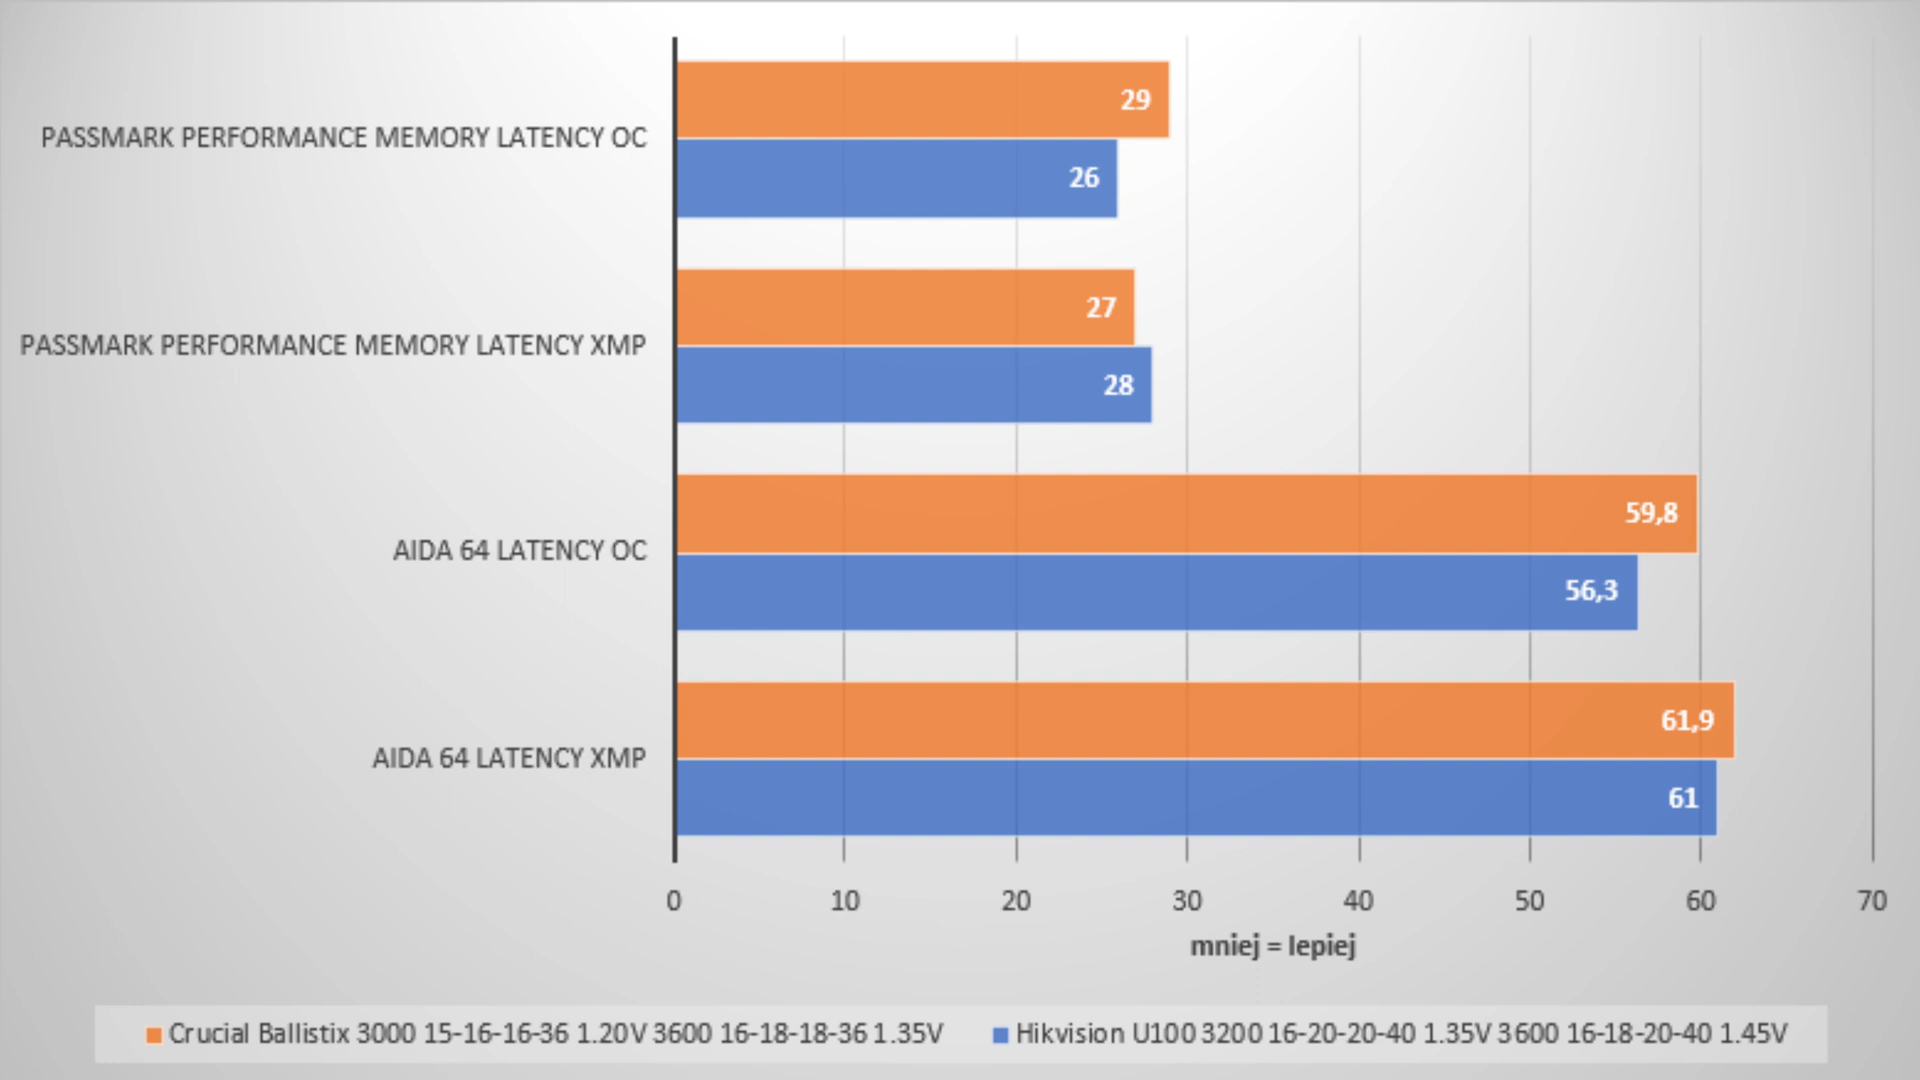 PASSMARK PERFORMANCE MEMORY LATENCY OC
29
26
PASSMARK PERFORMANCE MEMORY LATENCY XMP
27
28
AIDA 64 LATENCY OC
59,8
56,3
AIDA 64 LATENCY XMP
61,9
61
0 10 20 30 40 50 60 70
mniej = lepiej
Crucial Ballistix 3000 15-16-16-36 1.20V 3600 16-18-18-36 1.35V
Hikvision U100 3200 16-20-20-40 1.35V 3600 16-18-20-40 1.45V